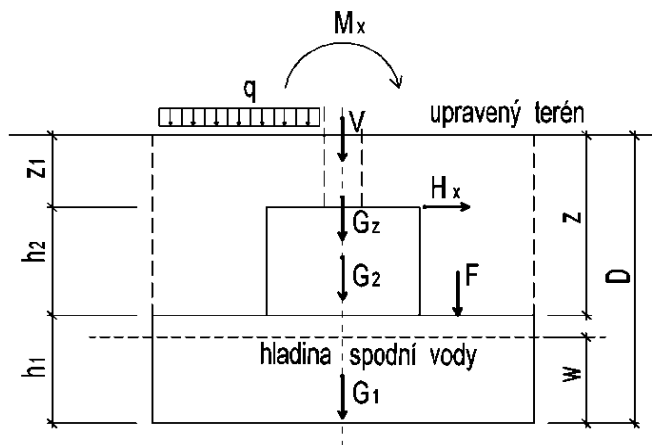 Mx
q
V
upravený terén
z1
Hx
z
Gz
h2
G2
F
D
hladina spodní vody
h1
w
G1